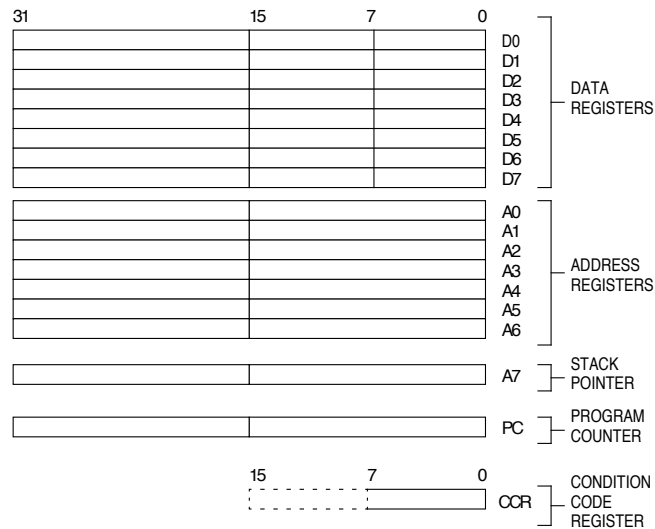 31 15 7 0
D0
D1
D2
D3
D4
D5
D6
D7
DATA
REGISTERS
A0
A1
A2
A3
A4
A5
A6
ADDRESS
REGISTERS
A7
STACK
POINTER
PC
PROGRAM
COUNTER
15 7 0
CCR
CONDITION
CODE
REGISTER